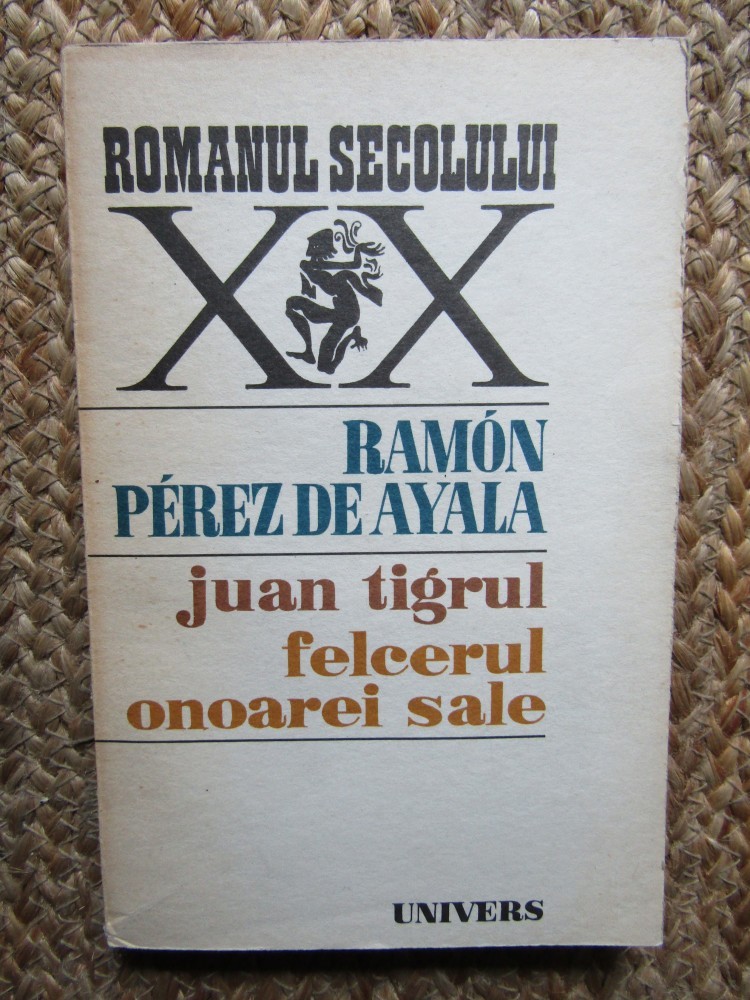 ROMANUL SECOLULUI
XX
RAMÓN
PÉREZ DE AYALA
juan tigrul
felcerul
onoarei sale
UNIVERS